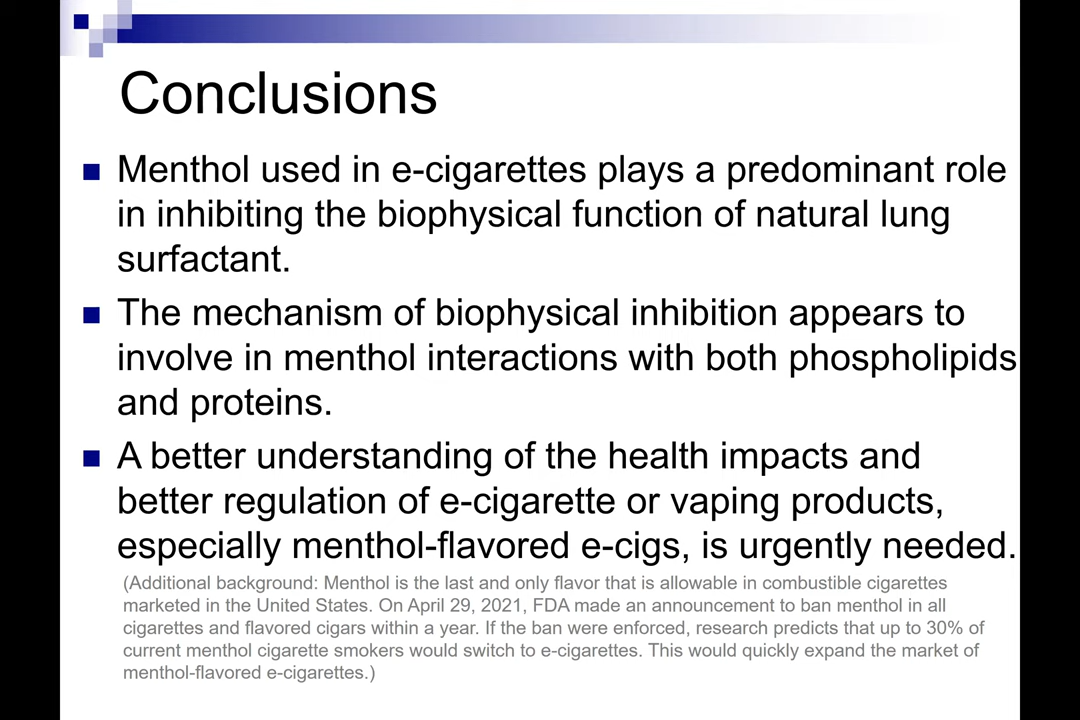 Conclusions
Menthol used in e-cigarettes plays a predominant role
in inhibiting the biophysical function of natural lung
surfactant.
The mechanism of biophysical inhibition appears to
involve in menthol interactions with both phospholipids
and proteins.
A better understanding of the health impacts and
better regulation of e-cigarette or vaping products,
especially menthol-flavored e-cigs, is urgently needed.
(Additional background: Menthol is the last and only flavor that is allowable in combustible cigarettes
marketed in the United States. On April 29, 2021, FDA made an announcement to ban menthol in all
cigarettes and flavored cigars within a year. If the ban were enforced, research predicts that up to 30% of
current menthol cigarette smokers would switch to e-cigarettes. This would quickly expand the market of
menthol-flavored e-cigarettes.)